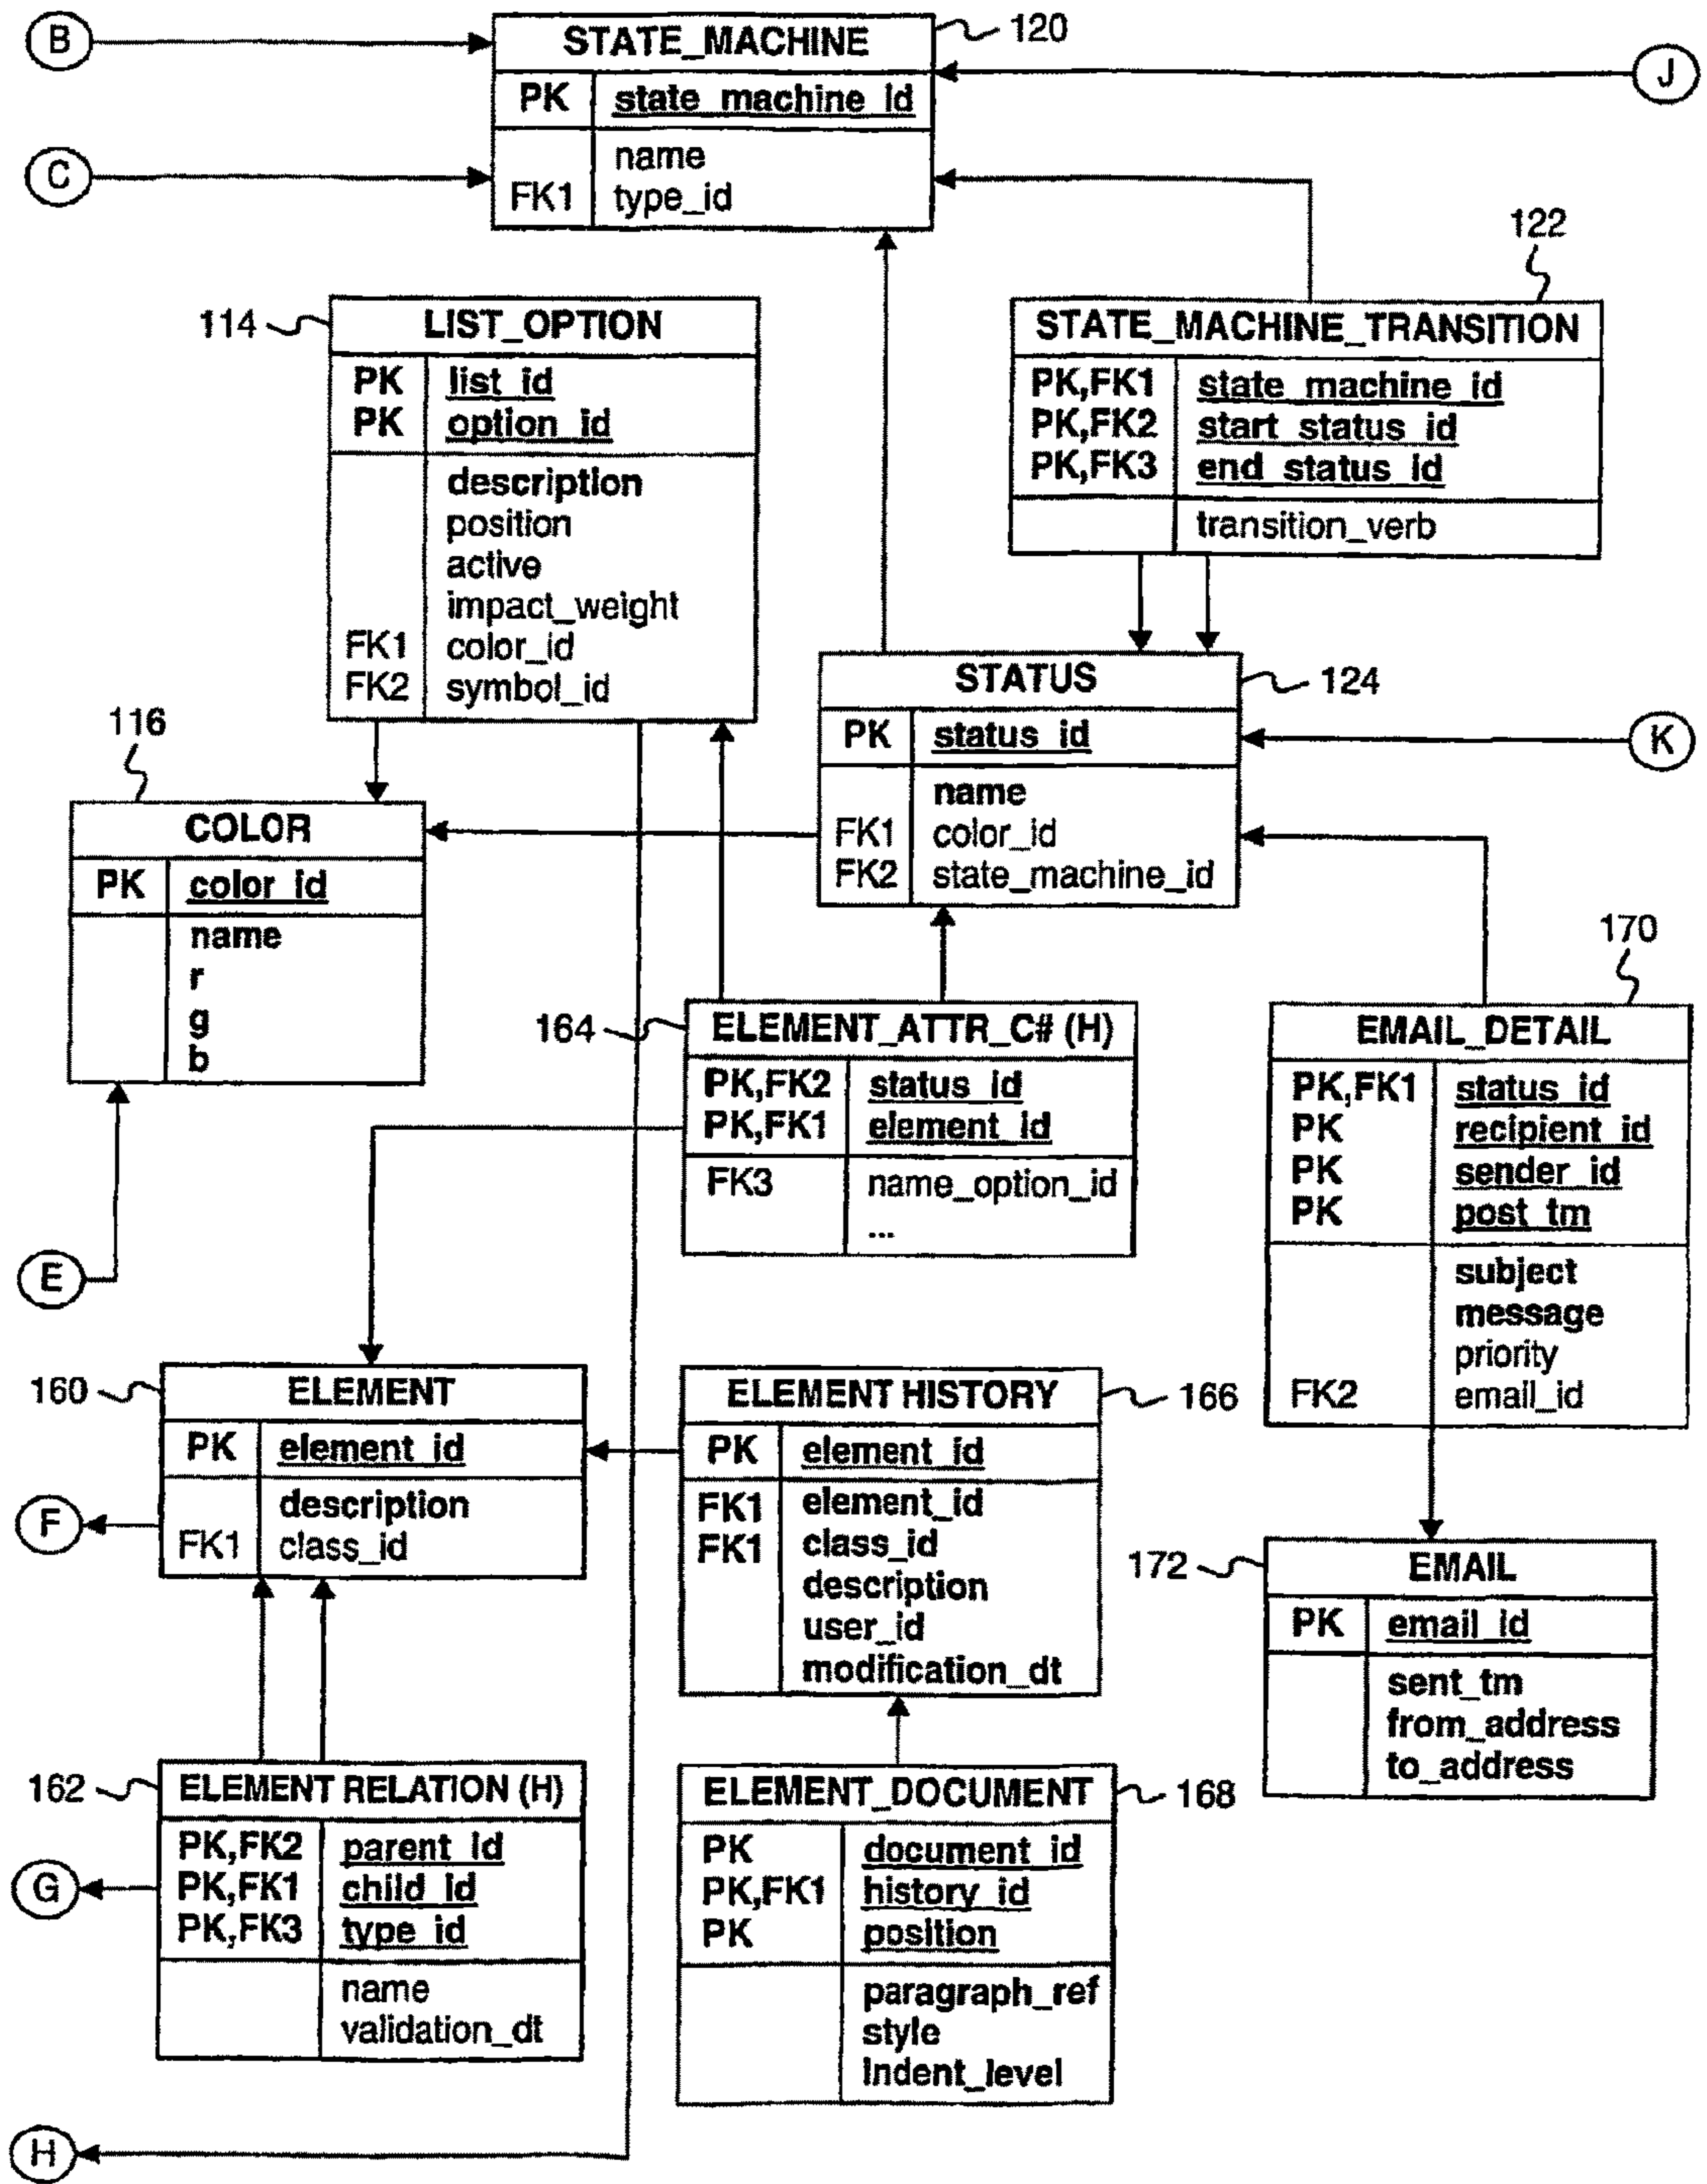 B
STATE_MACHINE
120
J
PK state_machine_id
C
name
FK1 type_id
122
114
LIST_OPTION
PK list_id
PK option_id
description
position
active
impact_weight
FK1 color_id
FK2 symbol_id
STATE_MACHINE_TRANSITION
PK,FK1 state_machine_id
PK,FK2 start_status_id
PK,FK3 end_status_id
transition_verb
STATUS
124
PK status_id
K
name
FK1 color_id
FK2 state_machine_id
116
COLOR
PK color_id
name
r
g
b
E
164
ELEMENT_ATTR_C# (H)
PK,FK2 status_id
PK,FK1 element_id
FK3 name_option_id
...
170
EMAIL_DETAIL
PK,FK1 status_id
PK recipient_id
PK sender_id
PK post_tm
subject
message
priority
FK2 email_id
160
ELEMENT
PK element_id
description
FK1 class_id
F
ELEMENT HISTORY
166
PK element_id
FK1 element_id
FK1 class_id
description
user_id
modification_dt
172
EMAIL
PK email_id
sent_tm
from_address
to_address
162
ELEMENT RELATION (H)
PK,FK2 parent_id
PK,FK1 child_id
PK,FK3 type_id
name
validation_dt
G
ELEMENT_DOCUMENT
168
PK document_id
PK,FK1 history_id
PK position
paragraph_ref
style
indent_level
H